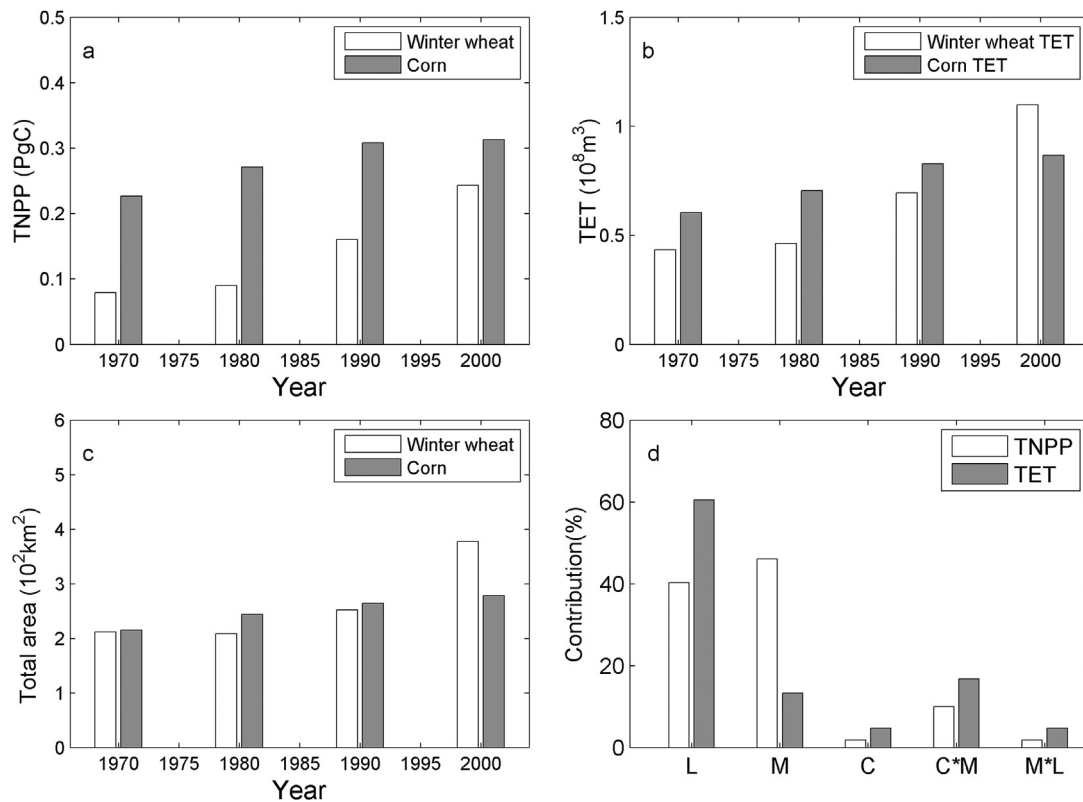 a
Winter wheat
Corn
0.5
0.4
0.3
0.2
0.1
0
TNPP (PgC)
1970 1975 1980 1985 1990 1995 2000
Year
b
Winter wheat TET
Corn TET
1.5
1
0.5
0
TET (10⁸m³)
1970 1975 1980 1985 1990 1995 2000
Year
c
Winter wheat
Corn
6
5
4
3
2
1
0
Total area (10²km²)
1970 1975 1980 1985 1990 1995 2000
Year
d
TNPP
TET
80
60
40
20
0
Contribution(%)
L M C C*M M*L